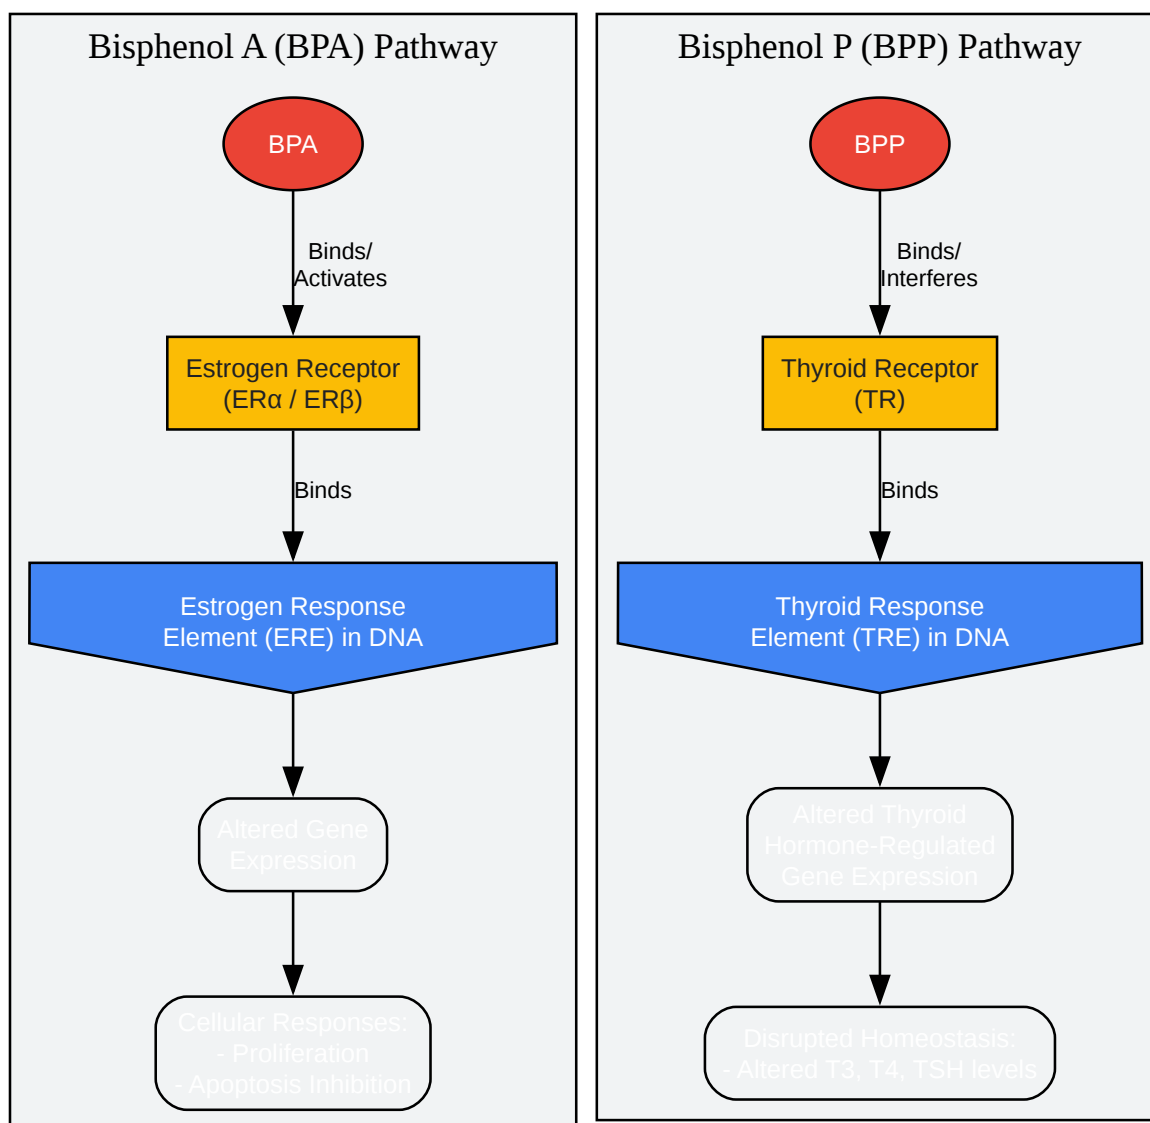 Bisphenol A (BPA) Pathway
BPA
Binds/
Activates
Estrogen Receptor
(ERα / ERβ)
Binds
Estrogen Response
Element (ERE) in DNA
Altered Gene
Expression
Cellular Responses:
- Proliferation
- Apoptosis Inhibition
Bisphenol P (BPP) Pathway
BPP
Binds/
Interferes
Thyroid Receptor
(TR)
Binds
Thyroid Response
Element (TRE) in DNA
Altered Thyroid
Hormone-Regulated
Gene Expression
Disrupted Homeostasis:
- Altered T3, T4, TSH levels